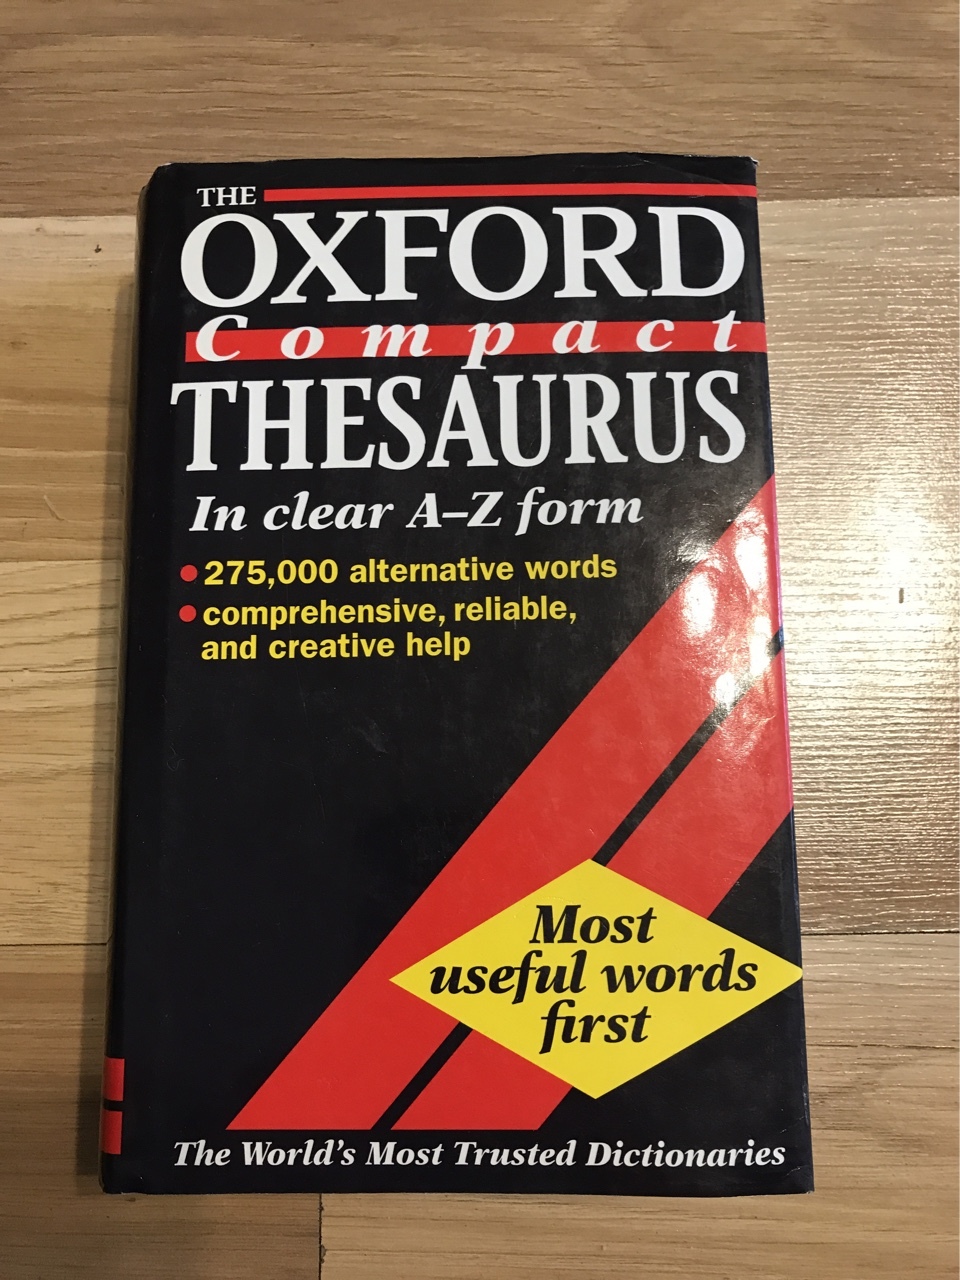 THE
OXFORD
Compact
THESAURUS
In clear A–Z form
• 275,000 alternative words
• comprehensive, reliable,
and creative help
Most
useful words
first
The World's Most Trusted Dictionaries